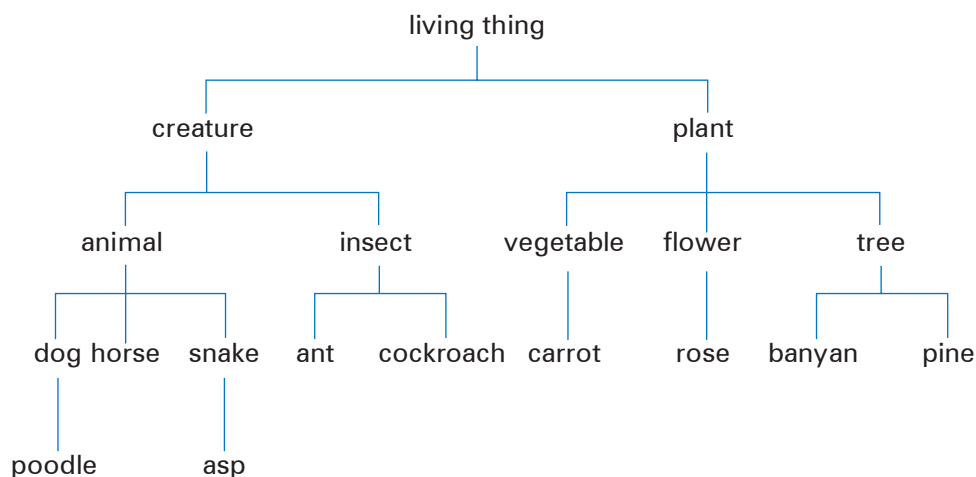 living thing
creature plant
animal insect vegetable flower tree
dog horse snake ant cockroach carrot rose banyan pine
poodle asp